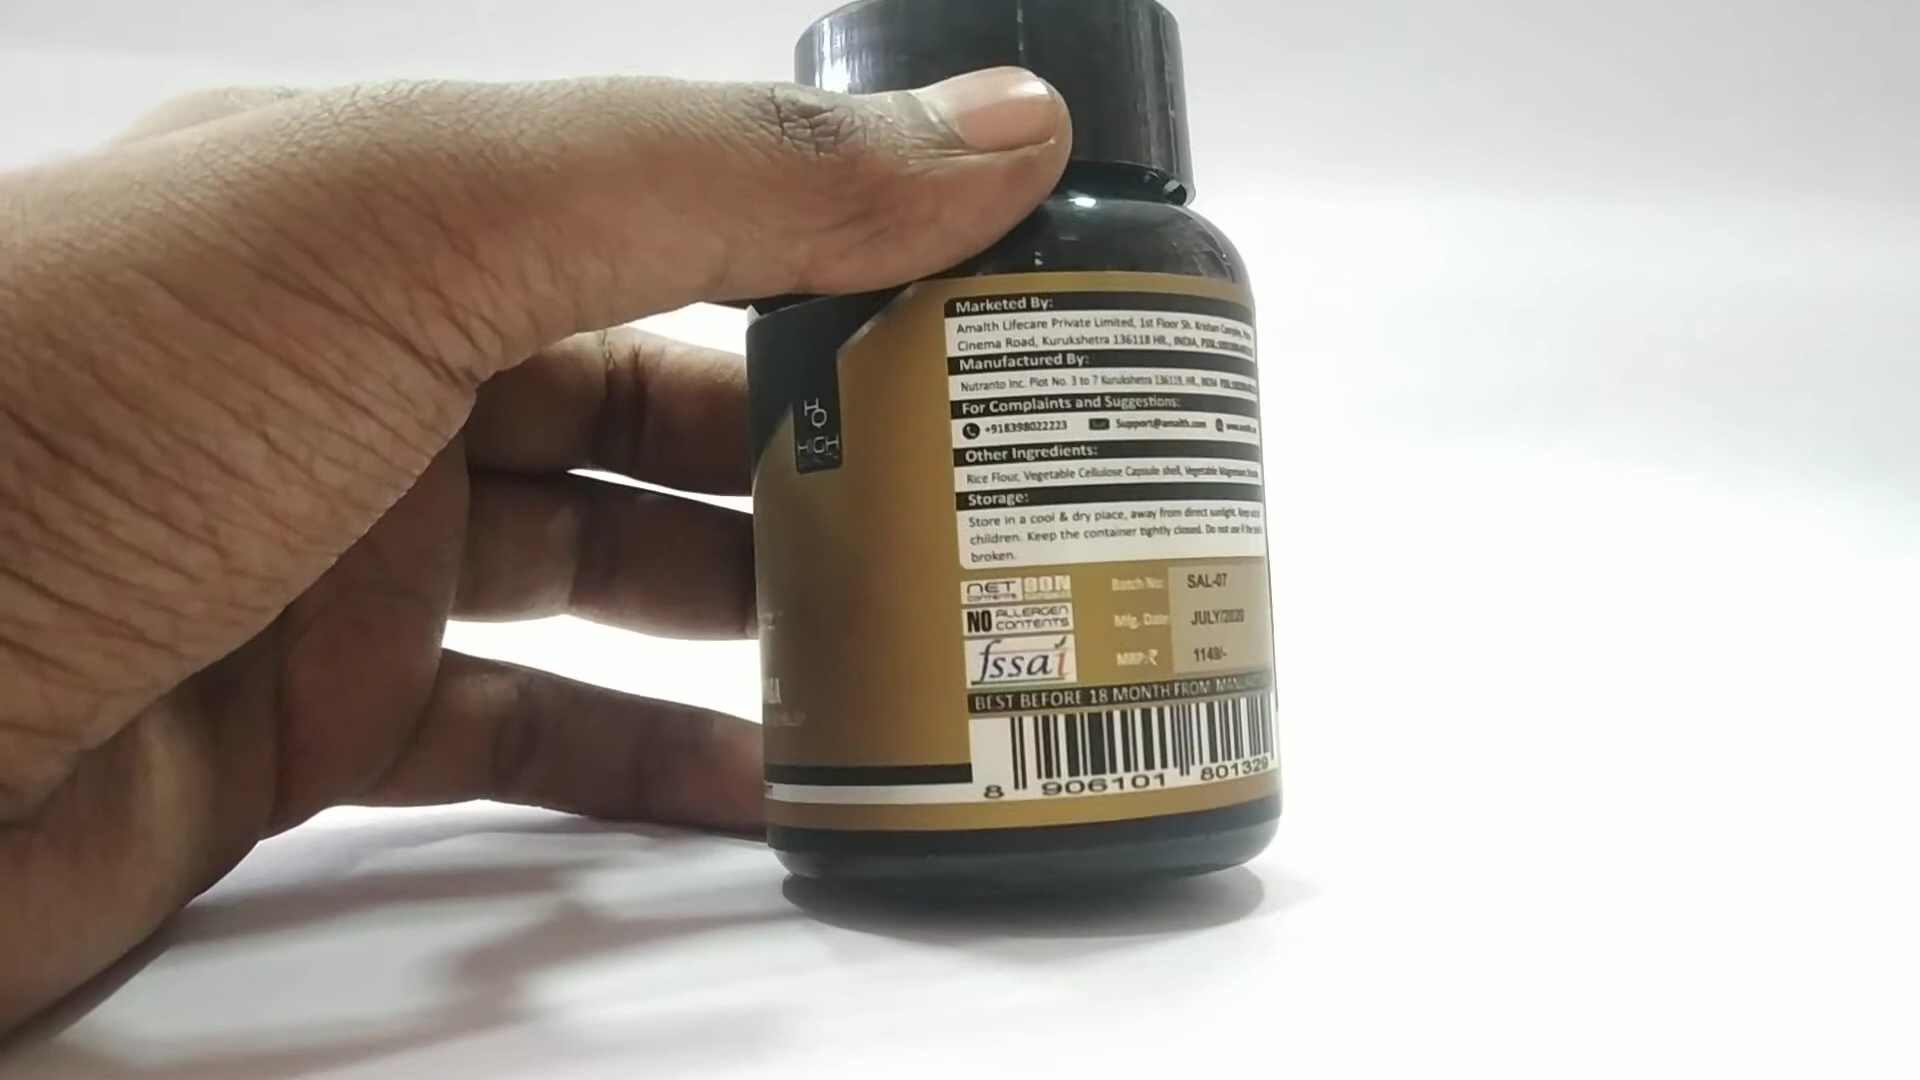 Marketed By:
Amalth Lifecare Private Limited, 1st Floor Sh. Krishan Complex,
Cinema Road, Kurukshetra 136118 HR., INDIA,
Manufactured By:
Nutranto Inc. Plot No. 3 to 7 Kurukshetra 136119, HR., INDIA
For Complaints and Suggestions:
+918398022223 Support@amalth.com
Other Ingredients:
Rice Flour, Vegetable Cellulose Capsule shell, Vegetable
Storage:
Store in a cool & dry place, away from direct sunlight. Keep
children. Keep the container tightly closed. Do not use if the
broken.
HQ
HIGH
NET CONTENTS 90 N
Batch No: SAL-07
NO ALLERGEN CONTENTS
Mfg. Date JULY/2020
fssai
MRP:₹ 1149/-
BEST BEFORE 18 MONTH FROM
8 906101 801329